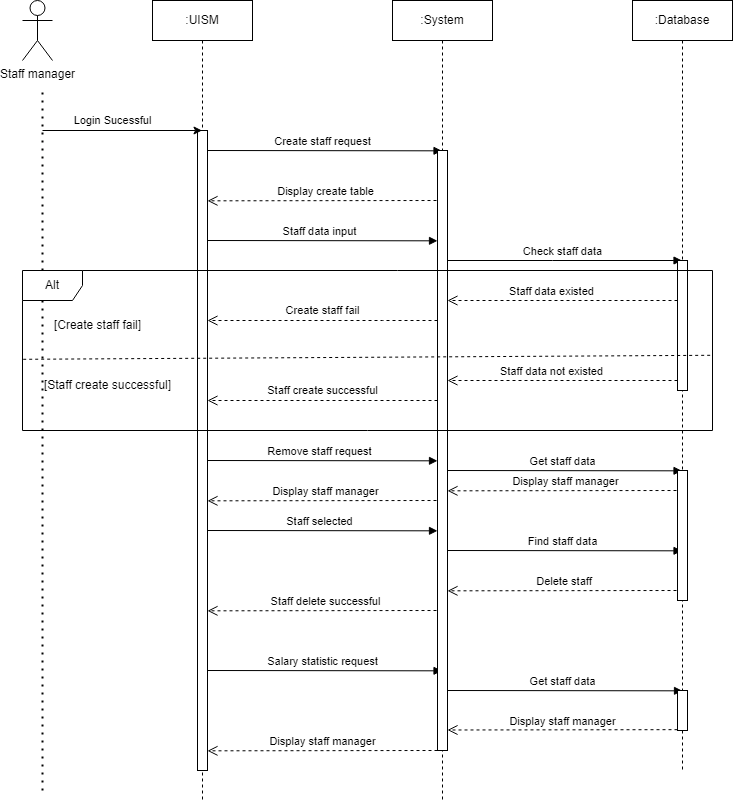 :UISM
:System
:Database
Staff manager
Login Sucessful
Create staff request
Display create table
Staff data input
Check staff data
Alt
Staff data existed
Create staff fail
[Create staff fail]
Staff data not existed
[Staff create successful]
Staff create successful
Remove staff request
Get staff data
Display staff manager
Display staff manager
Staff selected
Find staff data
Delete staff
Staff delete successful
Salary statistic request
Get staff data
Display staff manager
Display staff manager